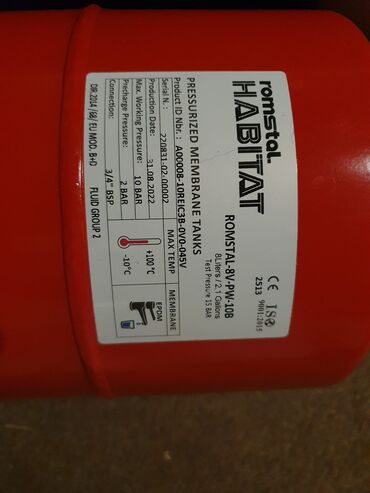 romstal.
HABITAT
CE ISO
2513 9001:2015
ROMSTAL-8V-PW-10B
8Liters / 2.1 Gallons
Test Pressure 15 BAR
PRESSURIZED MEMBRANE TANKS
Product ID Nbr.: A00008-10REIC3B-0V0-045V
Serial N.: 220831-02-00002
Production Date: 31.08.2022
Max. Working Pressure: 10 BAR
Precharge Pressure: 2 BAR
Connection: 3/4" BSP
DIR.2014 /68/ EU MOD. B+D FLUID GROUP 2
MAX TEMP
+100 °C
-10°C
MEMBRANE
EPDM